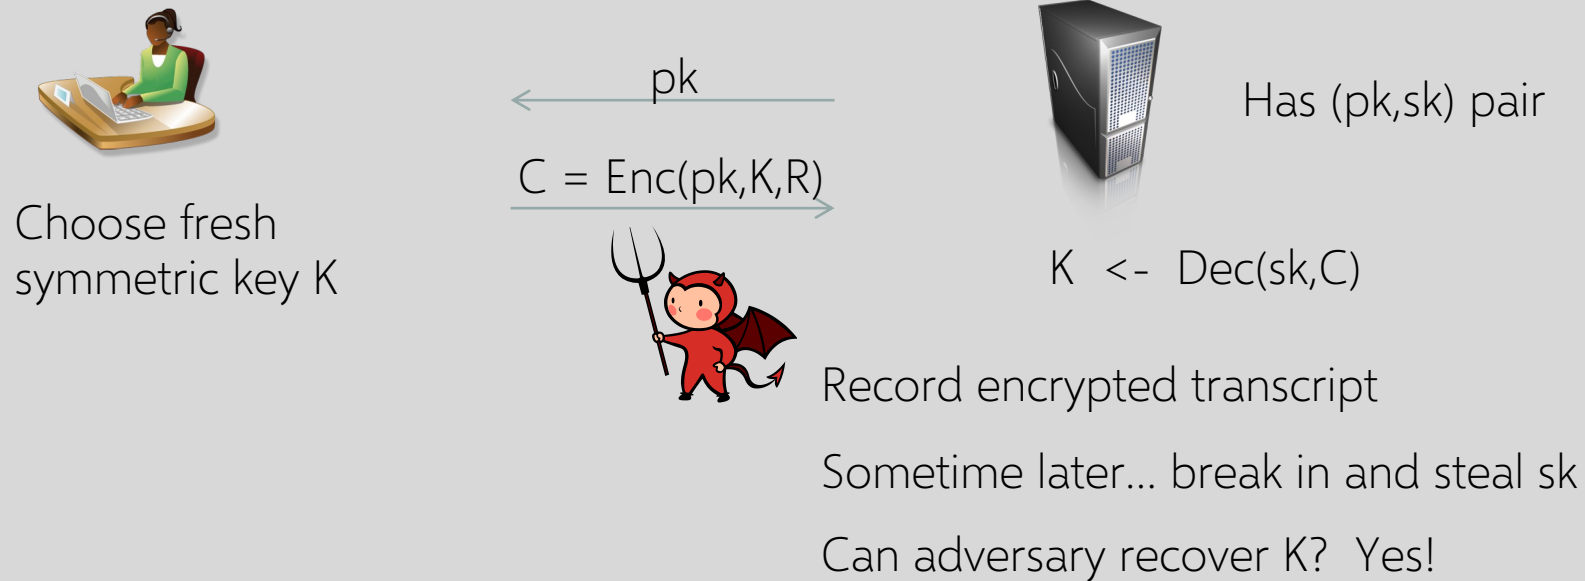 pk
Has (pk,sk) pair
C = Enc(pk,K,R)
Choose fresh
symmetric key K
K <- Dec(sk,C)
Record encrypted transcript
Sometime later... break in and steal sk
Can adversary recover K? Yes!